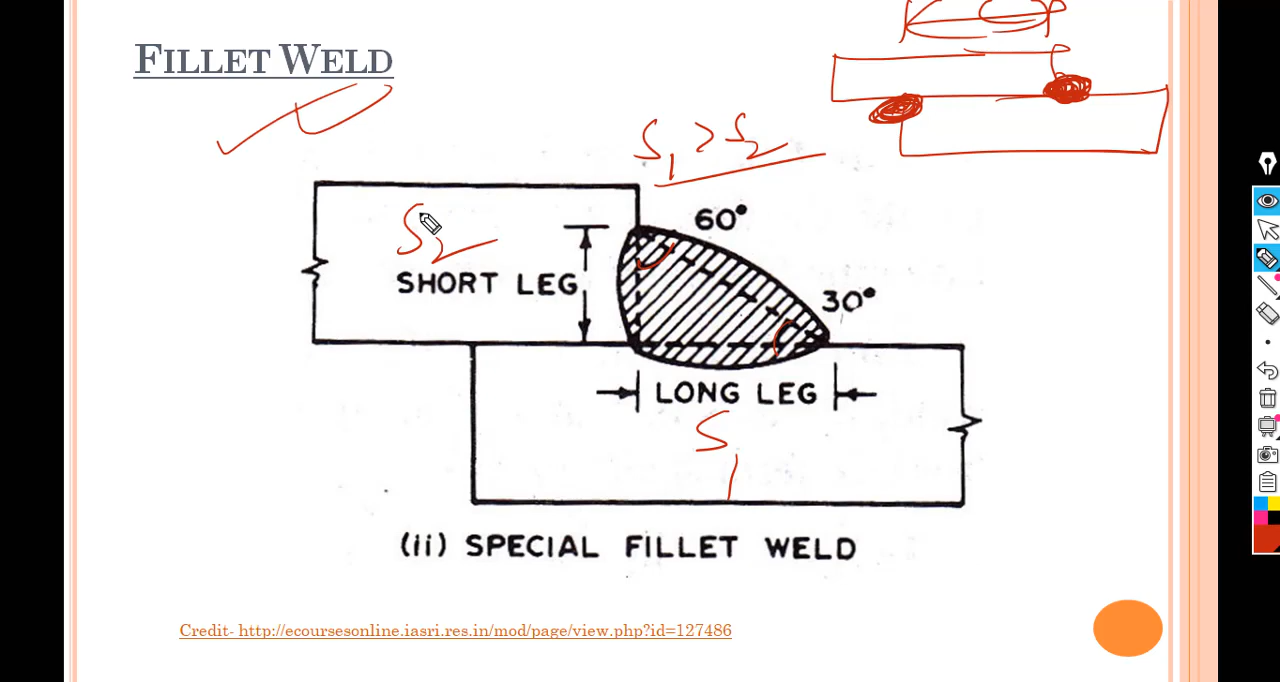 FILLET WELD
S₁ > S₂
60°
S₂
SHORT LEG
30°
LONG LEG
S₁
(ii) SPECIAL FILLET WELD
Credit- http://ecoursesonline.iasri.res.in/mod/page/view.php?id=127486